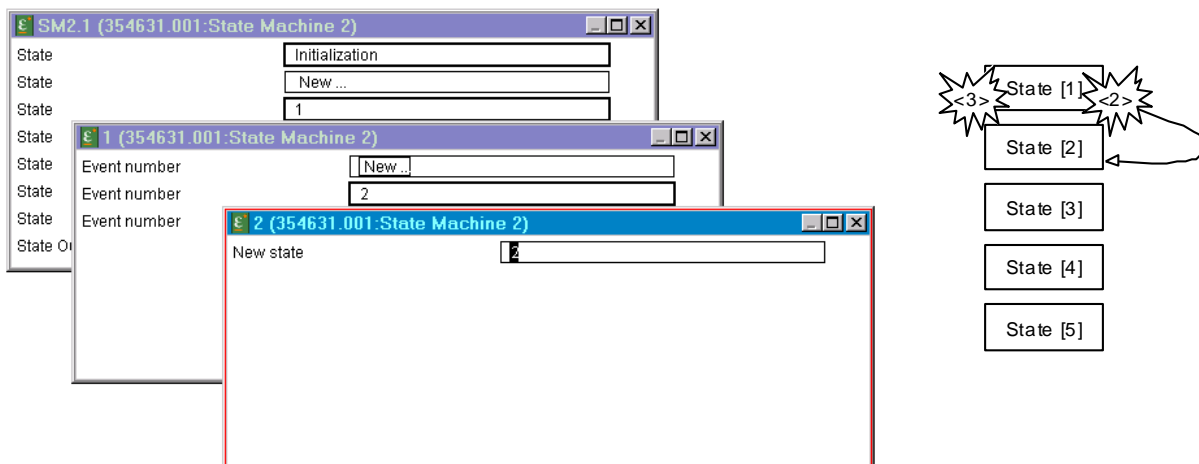 SM2.1 (354631.001:State Machine 2)
State Initialization
State New ...
State 1
State
State
State
State
State Ou
1 (354631.001:State Machine 2)
Event number New ...
Event number 2
Event number
2 (354631.001:State Machine 2)
New state 2
<3> State [1] <2>
State [2]
State [3]
State [4]
State [5]